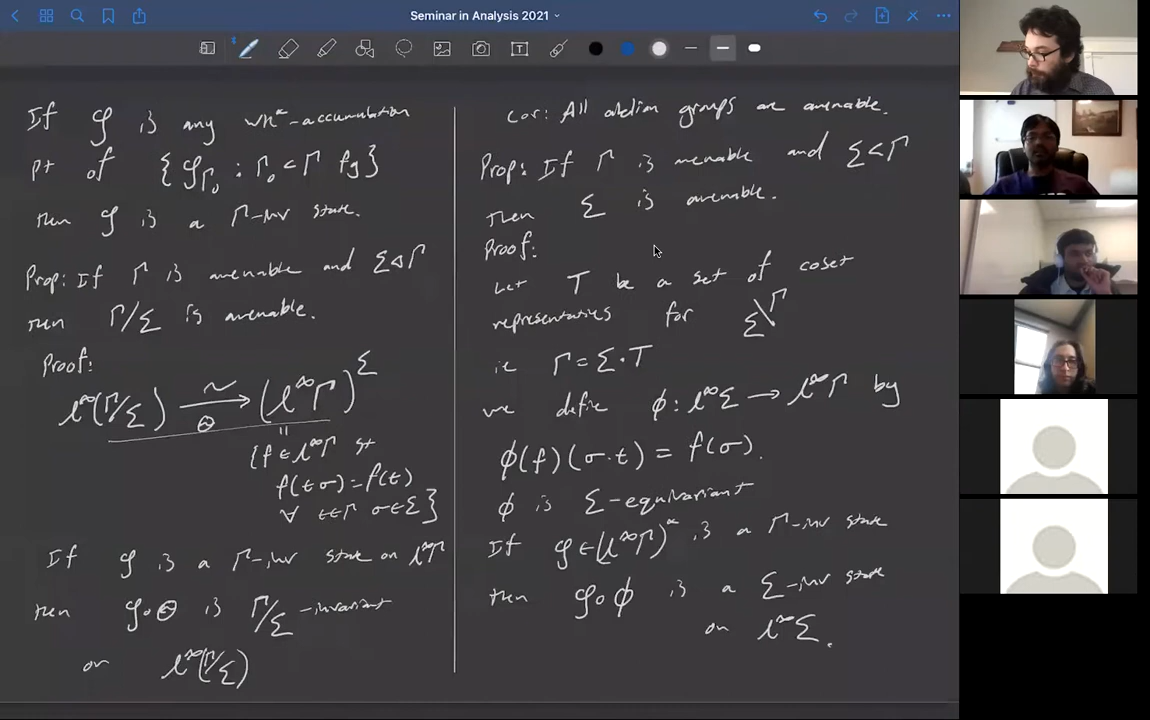 Seminar in Analysis 2021
If φ is any wk*-accumulation
pt of {φ_Γ₀ : Γ₀ < Γ fg}
then φ is a Γ-inv state.
Prop: If Γ is amenable and Σ◁Γ
then Γ/Σ is amenable.
Proof:
ℓ^∞(Γ/Σ) →^~_θ (ℓ^∞Γ)^Σ
"
{f ∈ ℓ^∞Γ st
f(tσ) = f(t)
∀ t∈Γ σ∈Σ}
If φ is a Γ-inv state on ℓ^∞Γ
then φ∘θ is Γ/Σ-invariant
on ℓ^∞(Γ/Σ)
Cor: All abelian groups are amenable.
Prop: If Γ is amenable and Σ<Γ
Then Σ is amenable.
Proof:
Let T be a set of coset
representatives for Σ\Γ
ie Γ = Σ·T
we define ϕ: ℓ^∞Σ → ℓ^∞Γ by
ϕ(f)(σ·t) = f(σ).
ϕ is Σ-equivariant
If φ∈(ℓ^∞Γ)^* is a Γ-inv state
then φ∘ϕ is a Σ-inv state
on ℓ^∞Σ.